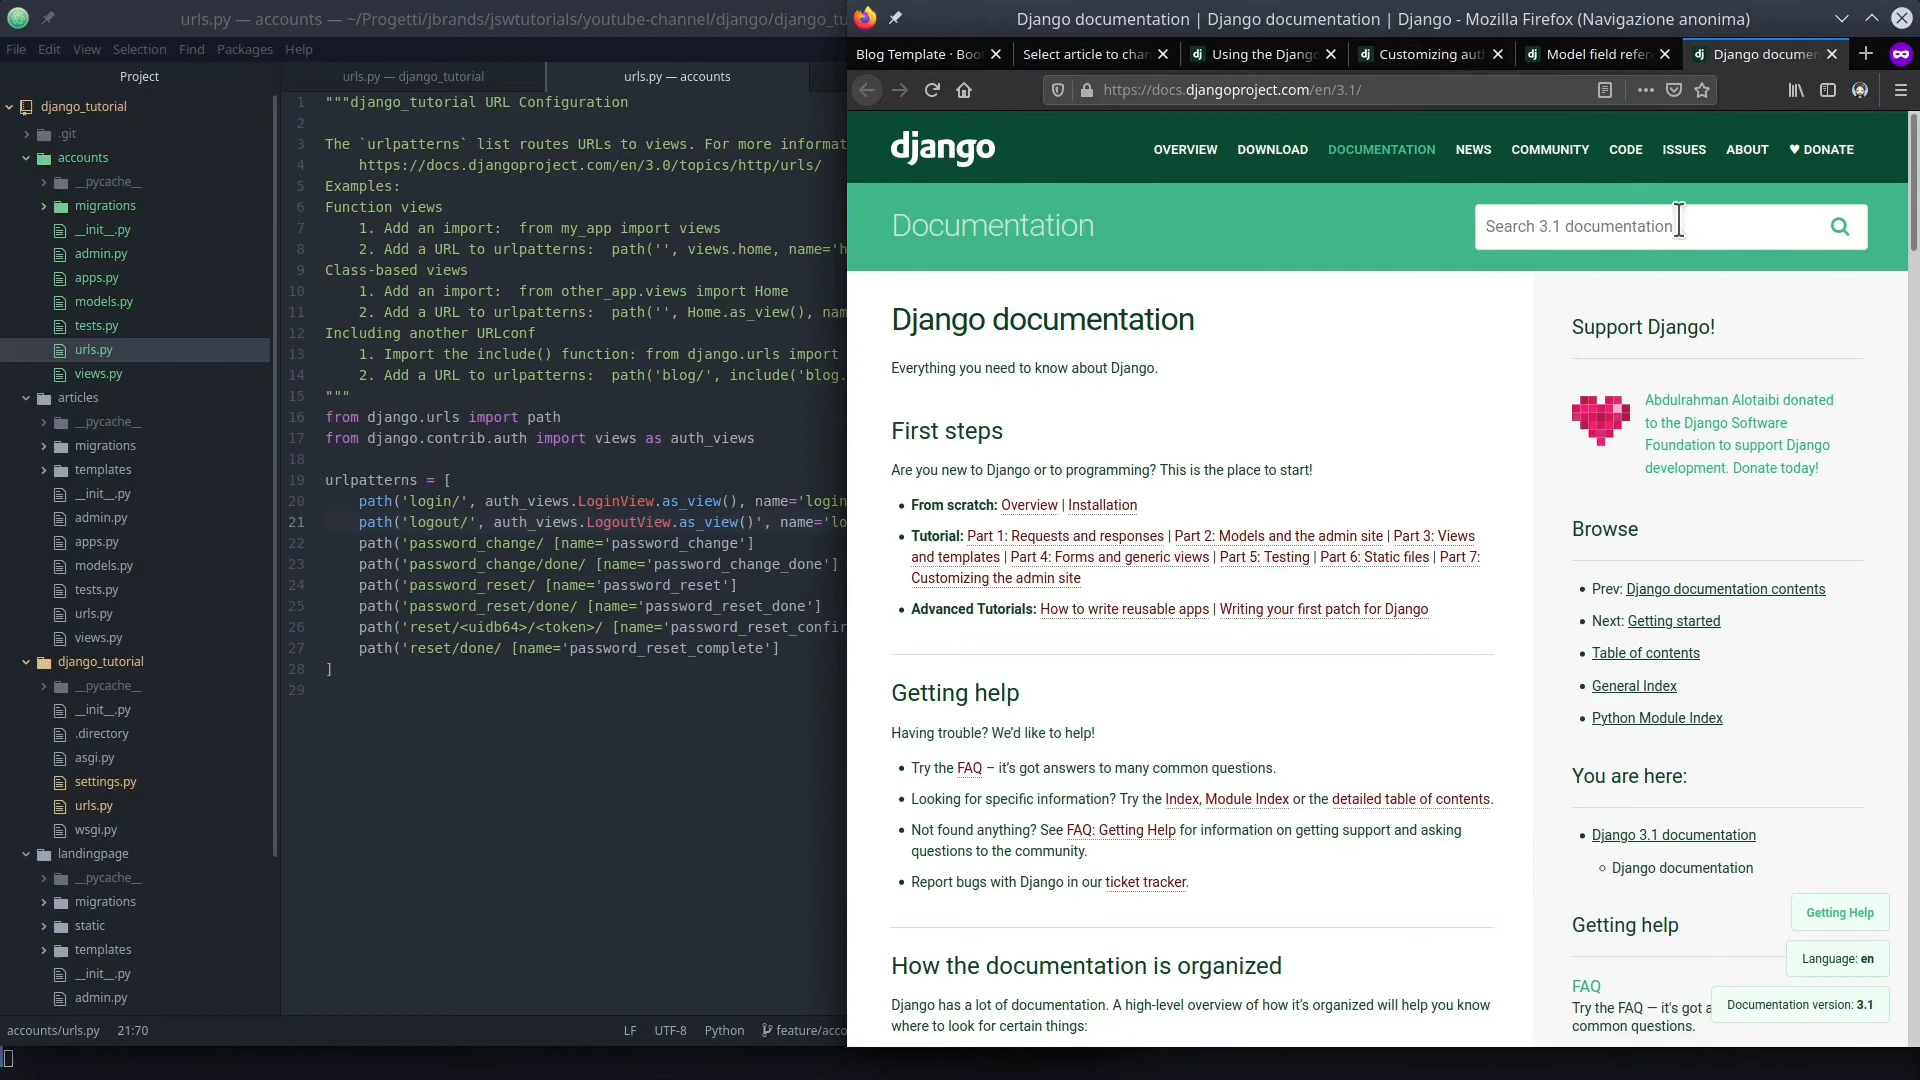 urls.py — accounts — ~/Progetti/jbrands/jswtutorials/youtube-channel/django/django_tu
File Edit View Selection Find Packages Help
Project
django_tutorial
.git
accounts
__pycache__
migrations
__init__.py
admin.py
apps.py
models.py
tests.py
urls.py
views.py
articles
__pycache__
migrations
templates
__init__.py
admin.py
apps.py
models.py
tests.py
urls.py
views.py
django_tutorial
__pycache__
__init__.py
.directory
asgi.py
settings.py
urls.py
wsgi.py
landingpage
__pycache__
migrations
static
templates
__init__.py
admin.py
urls.py — django_tutorial
urls.py — accounts
1 """django_tutorial URL Configuration
2
3 The `urlpatterns` list routes URLs to views. For more informat
4 https://docs.djangoproject.com/en/3.0/topics/http/urls/
5 Examples:
6 Function views
7 1. Add an import:  from my_app import views
8 2. Add a URL to urlpatterns:  path('', views.home, name='h
9 Class-based views
10 1. Add an import:  from other_app.views import Home
11 2. Add a URL to urlpatterns:  path('', Home.as_view(), nam
12 Including another URLconf
13 1. Import the include() function: from django.urls import
14 2. Add a URL to urlpatterns:  path('blog/', include('blog.
15 """
16 from django.urls import path
17 from django.contrib.auth import views as auth_views
18
19 urlpatterns = [
20 path('login/', auth_views.LoginView.as_view(), name='login
21 path('logout/', auth_views.LogoutView.as_view()', name='lo
22 path('password_change/ [name='password_change']
23 path('password_change/done/ [name='password_change_done']
24 path('password_reset/ [name='password_reset']
25 path('password_reset/done/ [name='password_reset_done']
26 path('reset/<uidb64>/<token>/ [name='password_reset_confir
27 path('reset/done/ [name='password_reset_complete']
28 ]
29
accounts/urls.py 21:70 LF UTF-8 Python feature/acco
Django documentation | Django documentation | Django - Mozilla Firefox (Navigazione anonima)
Blog Template · Boo
Select article to chan
Using the Django
Customizing aut
Model field refer
Django documen
https://docs.djangoproject.com/en/3.1/
django
OVERVIEW DOWNLOAD DOCUMENTATION NEWS COMMUNITY CODE ISSUES ABOUT ♥ DONATE
Documentation
Search 3.1 documentation
Django documentation
Everything you need to know about Django.
First steps
Are you new to Django or to programming? This is the place to start!
• From scratch: Overview | Installation
• Tutorial: Part 1: Requests and responses | Part 2: Models and the admin site | Part 3: Views
and templates | Part 4: Forms and generic views | Part 5: Testing | Part 6: Static files | Part 7:
Customizing the admin site
• Advanced Tutorials: How to write reusable apps | Writing your first patch for Django
Getting help
Having trouble? We’d like to help!
• Try the FAQ – it’s got answers to many common questions.
• Looking for specific information? Try the Index, Module Index or the detailed table of contents.
• Not found anything? See FAQ: Getting Help for information on getting support and asking
questions to the community.
• Report bugs with Django in our ticket tracker.
How the documentation is organized
Django has a lot of documentation. A high-level overview of how it’s organized will help you know
where to look for certain things:
Support Django!
Abdulrahman Alotaibi donated
to the Django Software
Foundation to support Django
development. Donate today!
Browse
• Prev: Django documentation contents
• Next: Getting started
• Table of contents
• General Index
• Python Module Index
You are here:
• Django 3.1 documentation
◦ Django documentation
Getting help
FAQ
Try the FAQ — it's got a
common questions.
Getting Help
Language: en
Documentation version: 3.1